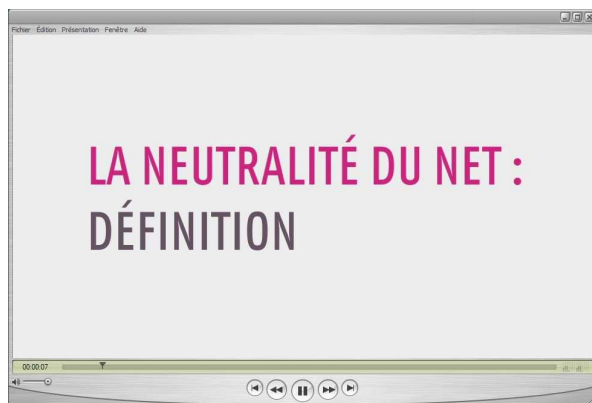 Fichier Édition Présentation Fenêtre Aide
LA NEUTRALITÉ DU NET :
DÉFINITION
00:00:07